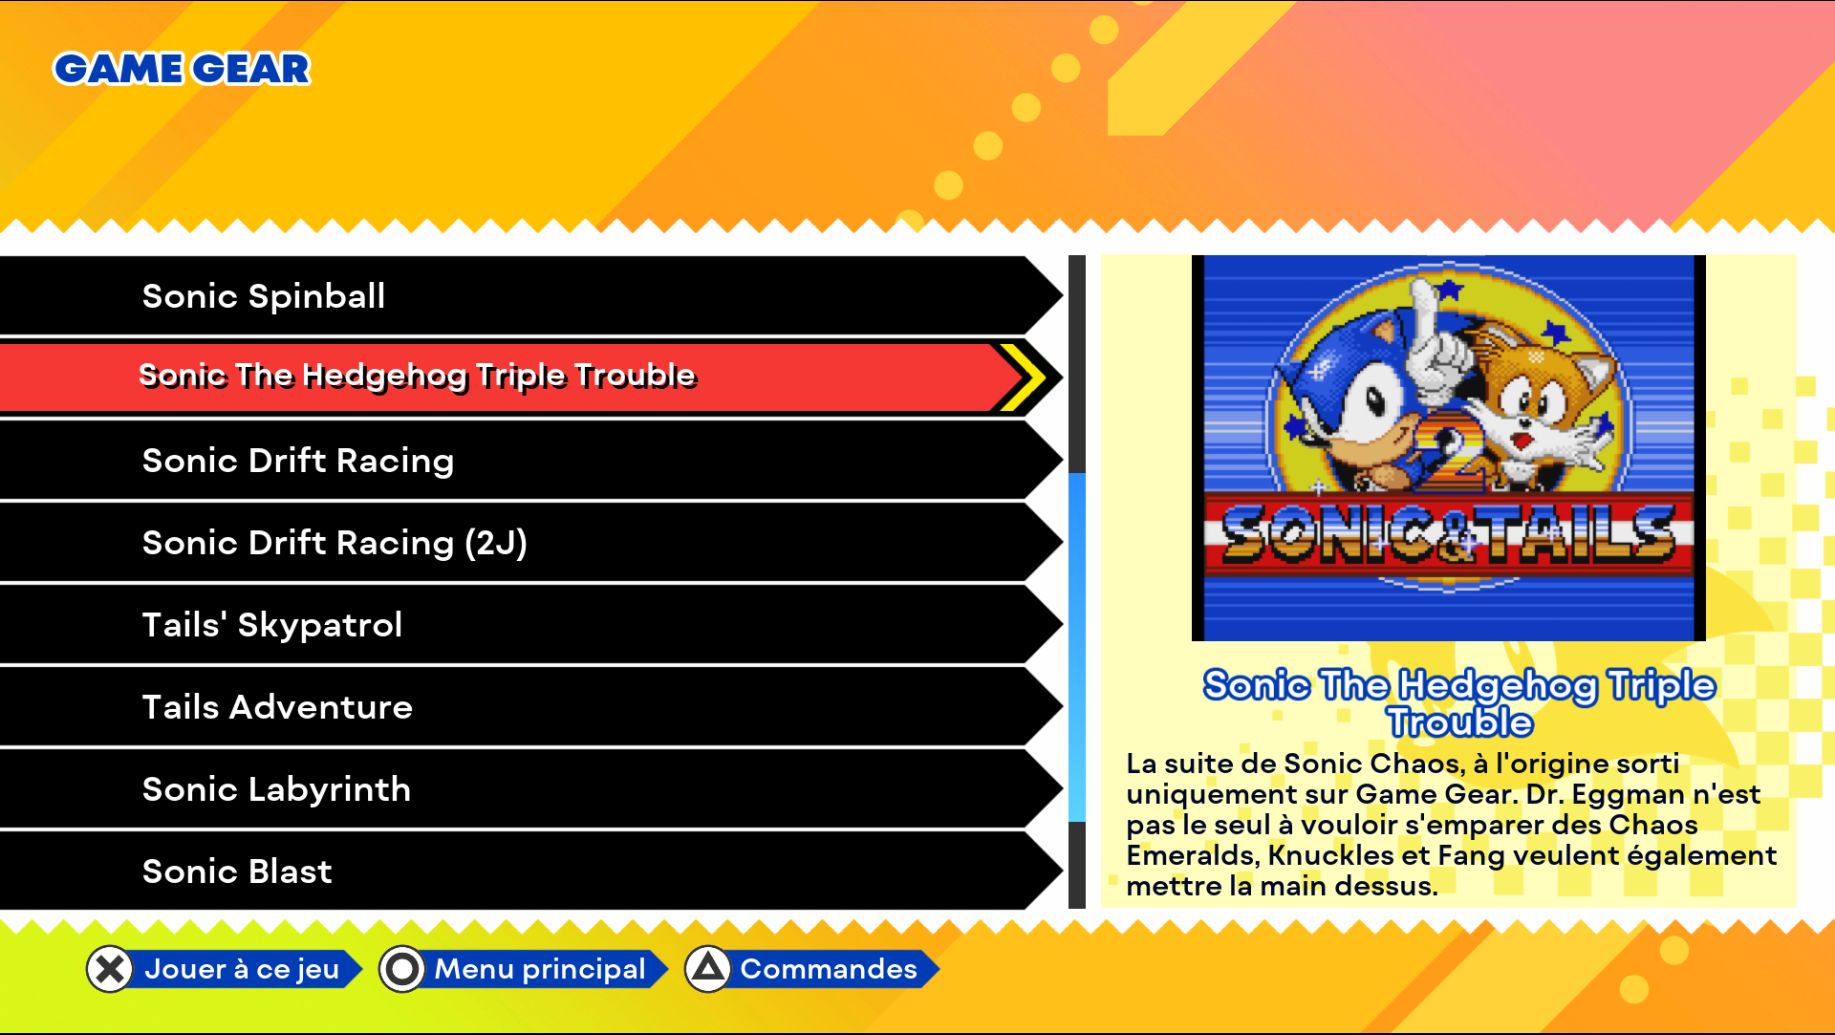 GAME GEAR
Sonic Spinball
Sonic The Hedgehog Triple Trouble
Sonic Drift Racing
Sonic Drift Racing (2J)
Tails' Skypatrol
Tails Adventure
Sonic Labyrinth
Sonic Blast
2
SONIC&TAILS
Sonic The Hedgehog Triple
Trouble
La suite de Sonic Chaos, à l'origine sorti
uniquement sur Game Gear. Dr. Eggman n'est
pas le seul à vouloir s'emparer des Chaos
Emeralds, Knuckles et Fang veulent également
mettre la main dessus.
Jouer à ce jeu
Menu principal
Commandes